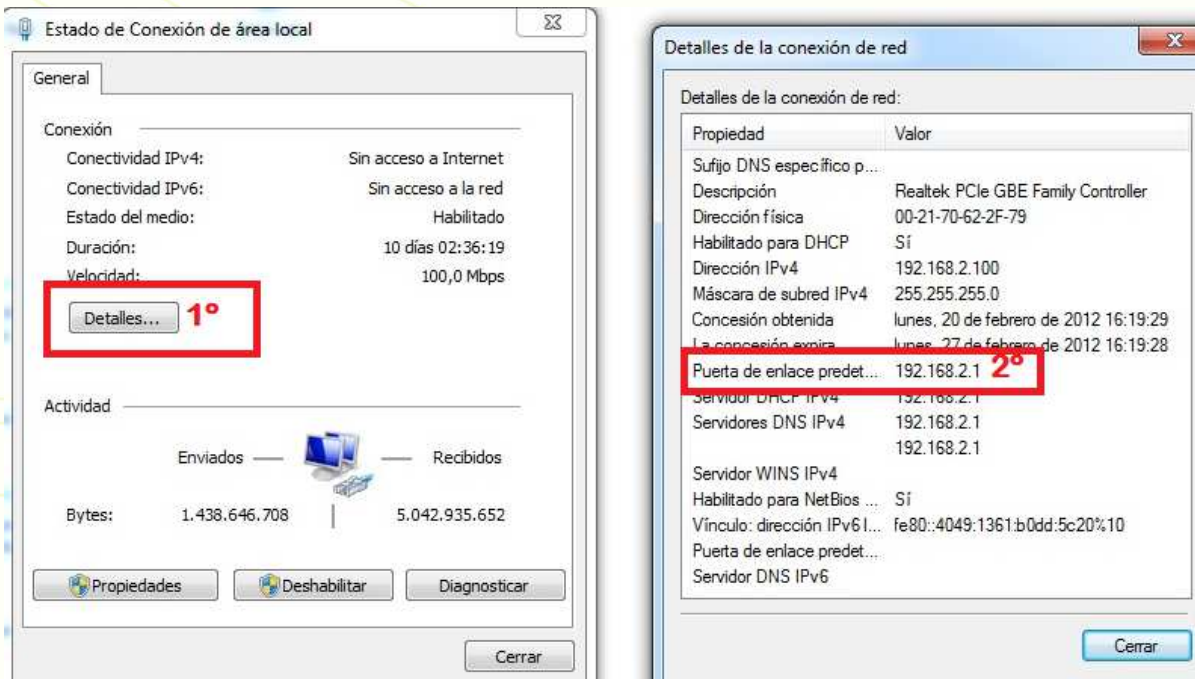 Estado de Conexión de área local
General
Conexión
Conectividad IPv4: Sin acceso a Internet
Conectividad IPv6: Sin acceso a la red
Estado del medio: Habilitado
Duración: 10 días 02:36:19
Velocidad: 100,0 Mbps
Detalles... 1º
Actividad
Enviados Recibidos
Bytes: 1.438.646.708 5.042.935.652
Propiedades Deshabilitar Diagnosticar
Cerrar
Detalles de la conexión de red
Detalles de la conexión de red:
Propiedad Valor
Sufijo DNS específico p...
Descripción Realtek PCIe GBE Family Controller
Dirección física 00-21-70-62-2F-79
Habilitado para DHCP Sí
Dirección IPv4 192.168.2.100
Máscara de subred IPv4 255.255.255.0
Concesión obtenida lunes, 20 de febrero de 2012 16:19:29
La concesión expira lunes, 27 de febrero de 2012 16:19:28
Puerta de enlace predet... 192.168.2.1 2º
Servidor DHCP IPv4 192.168.2.1
Servidores DNS IPv4 192.168.2.1
192.168.2.1
Servidor WINS IPv4
Habilitado para NetBios ... Sí
Vínculo: dirección IPv6 l... fe80::4049:1361:b0dd:5c20%10
Puerta de enlace predet...
Servidor DNS IPv6
Cerrar